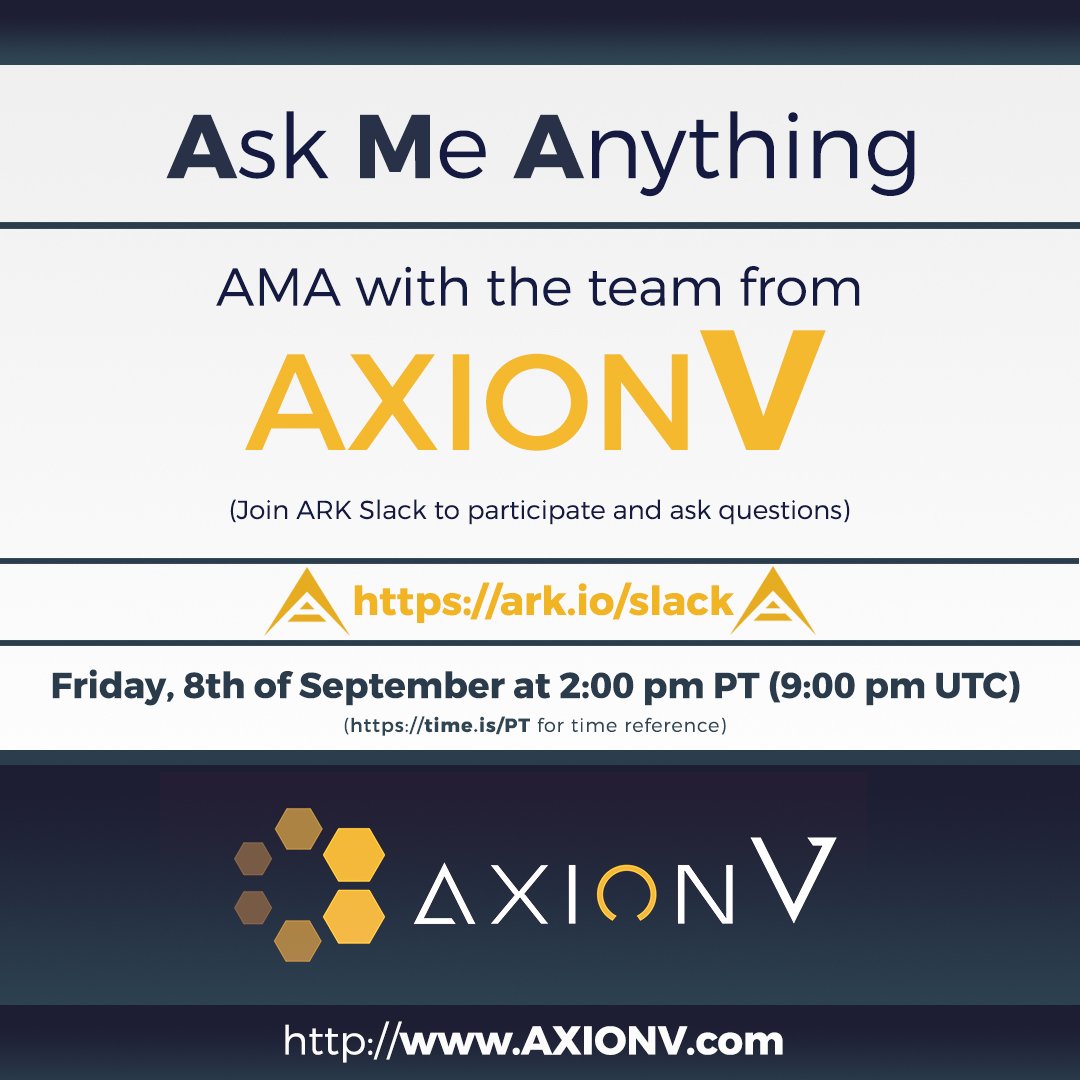 Ask Me Anything
AMA with the team from
AXIONV
(Join ARK Slack to participate and ask questions)
https://ark.io/slack
Friday, 8th of September at 2:00 pm PT (9:00 pm UTC)
(https://time.is/PT for time reference)
AXIONV
http://www.AXIONV.com